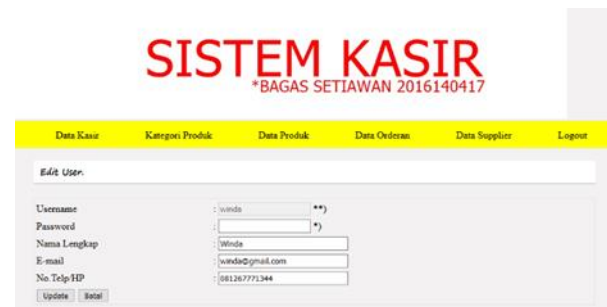 SISTEM KASIR
*BAGAS SETIAWAN 2016140417
Data Kasir Kategori Produk Data Produk Data Orderan Data Supplier Logout
Edit User.
Username : winda **)
Password : *)
Nama Lengkap : Winda
E-mail : winda@gmail.com
No.Telp/HP : 081267771344
Update Batal